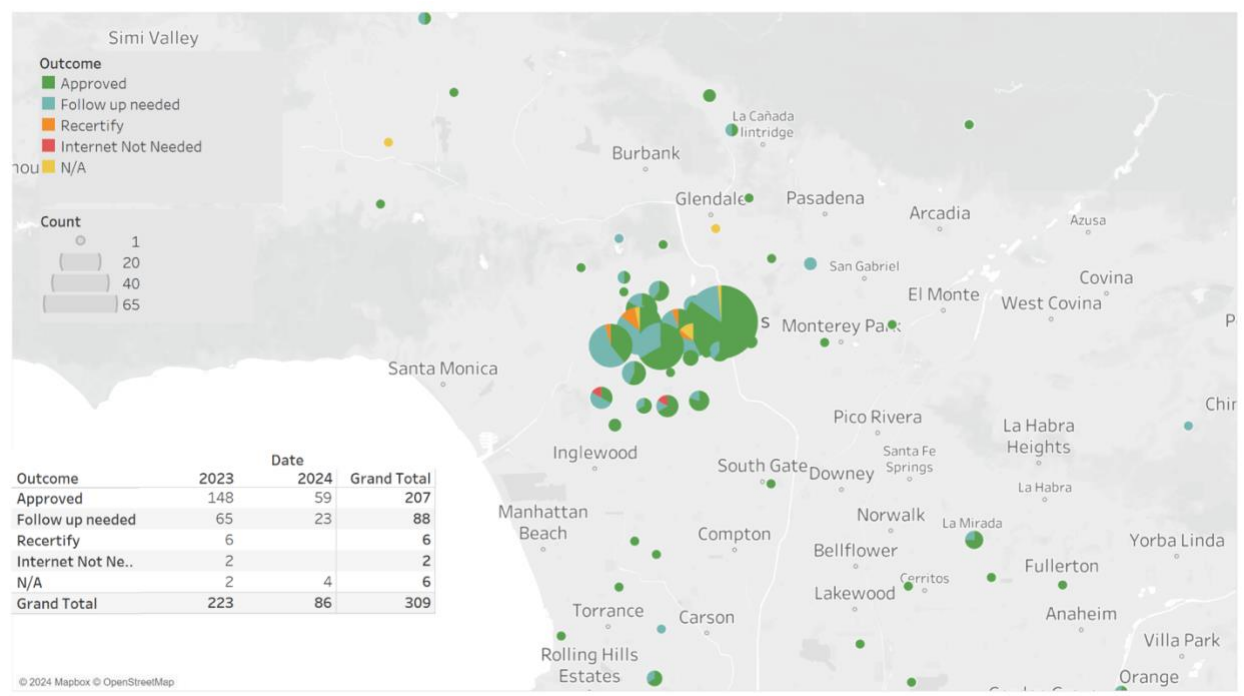 Simi Valley
Outcome
Approved
Follow up needed
Recertify
Internet Not Needed
N/A
Count
1
20
40
65
La Cañada
lintridge
Burbank
Glendale
Pasadena
Arcadia
Azusa
San Gabriel
Covina
El Monte
West Covina
s
Monterey Park
Santa Monica
Pico Rivera
La Habra
Heights
Inglewood
Santa Fe
Springs
South Gate
Downey
La Habra
Manhattan
Beach
Norwalk
La Mirada
Compton
Yorba Linda
Bellflower
Fullerton
Cerritos
Lakewood
Torrance
Carson
Anaheim
Villa Park
Rolling Hills
Estates
Orange
Date
Outcome 2023 2024 Grand Total
Approved 148 59 207
Follow up needed 65 23 88
Recertify 6 6
Internet Not Ne.. 2 2
N/A 2 4 6
Grand Total 223 86 309
© 2024 Mapbox © OpenStreetMap